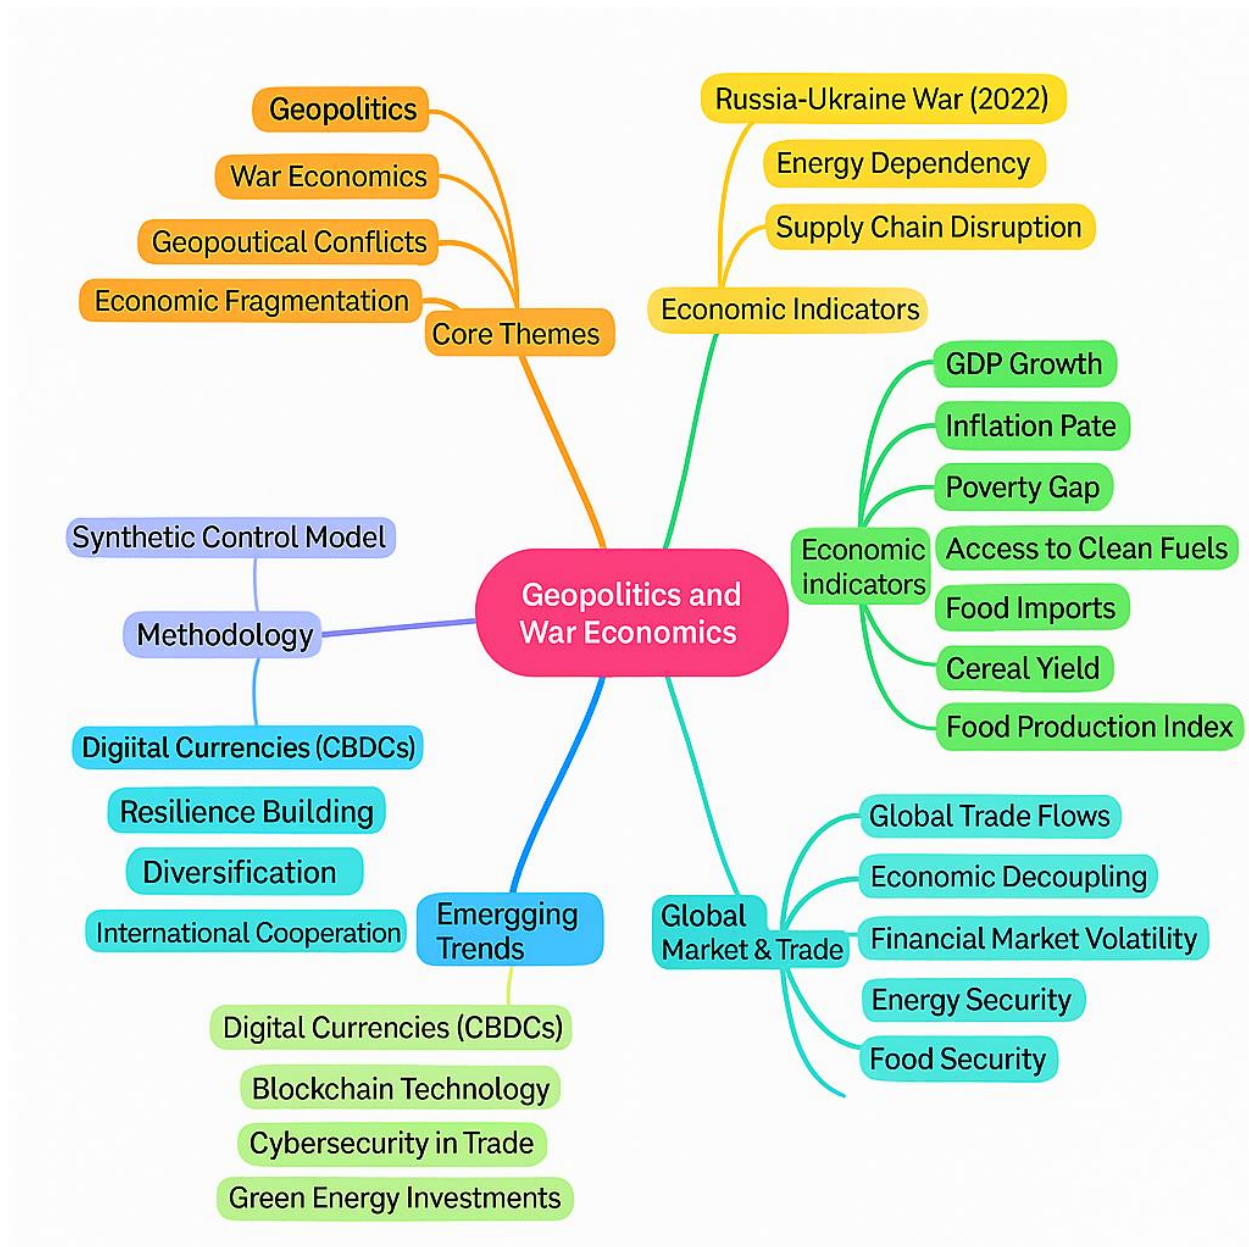 Geopolitics
War Economics
Geopoutical Conflicts
Economic Fragmentation
Core Themes
Russia-Ukraine War (2022)
Energy Dependency
Supply Chain Disruption
Economic Indicators
GDP Growth
Inflation Pate
Poverty Gap
Economic
indicators
Access to Clean Fuels
Food Imports
Cereal Yield
Food Production Index
Geopolitics and
War Economics
Synthetic Control Model
Methodology
Digiital Currencies (CBDCs)
Resilience Building
Diversification
International Cooperation
Emergging
Trends
Digital Currencies (CBDCs)
Blockchain Technology
Cybersecurity in Trade
Green Energy Investments
Global
Market & Trade
Global Trade Flows
Economic Decoupling
Financial Market Volatility
Energy Security
Food Security